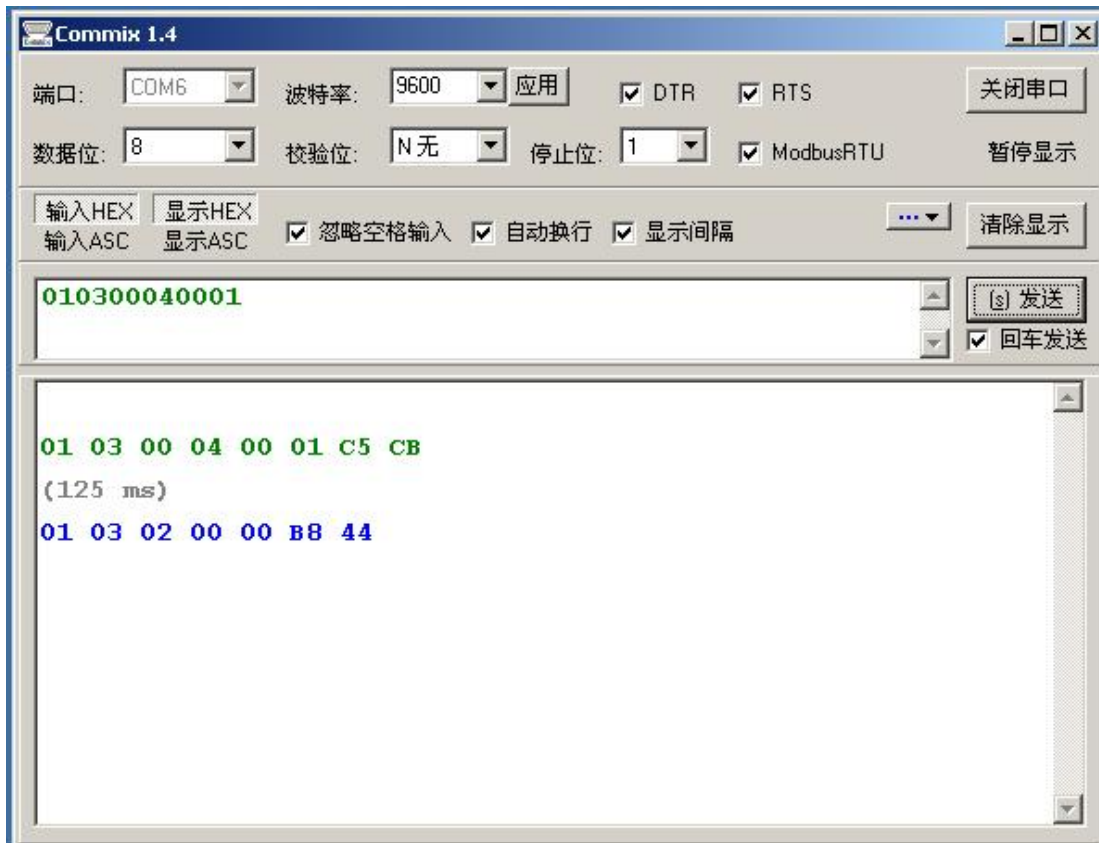 Commix 1.4
端口: COM6 波特率: 9600 应用 DTR RTS 关闭串口
数据位: 8 校验位: N 无 停止位: 1 ModbusRTU 暂停显示
输入HEX 显示HEX
输入ASC 显示ASC 忽略空格输入 自动换行 显示间隔 ... 清除显示
010300040001 (s) 发送
回车发送
01 03 00 04 00 01 C5 CB
(125 ms)
01 03 02 00 00 B8 44